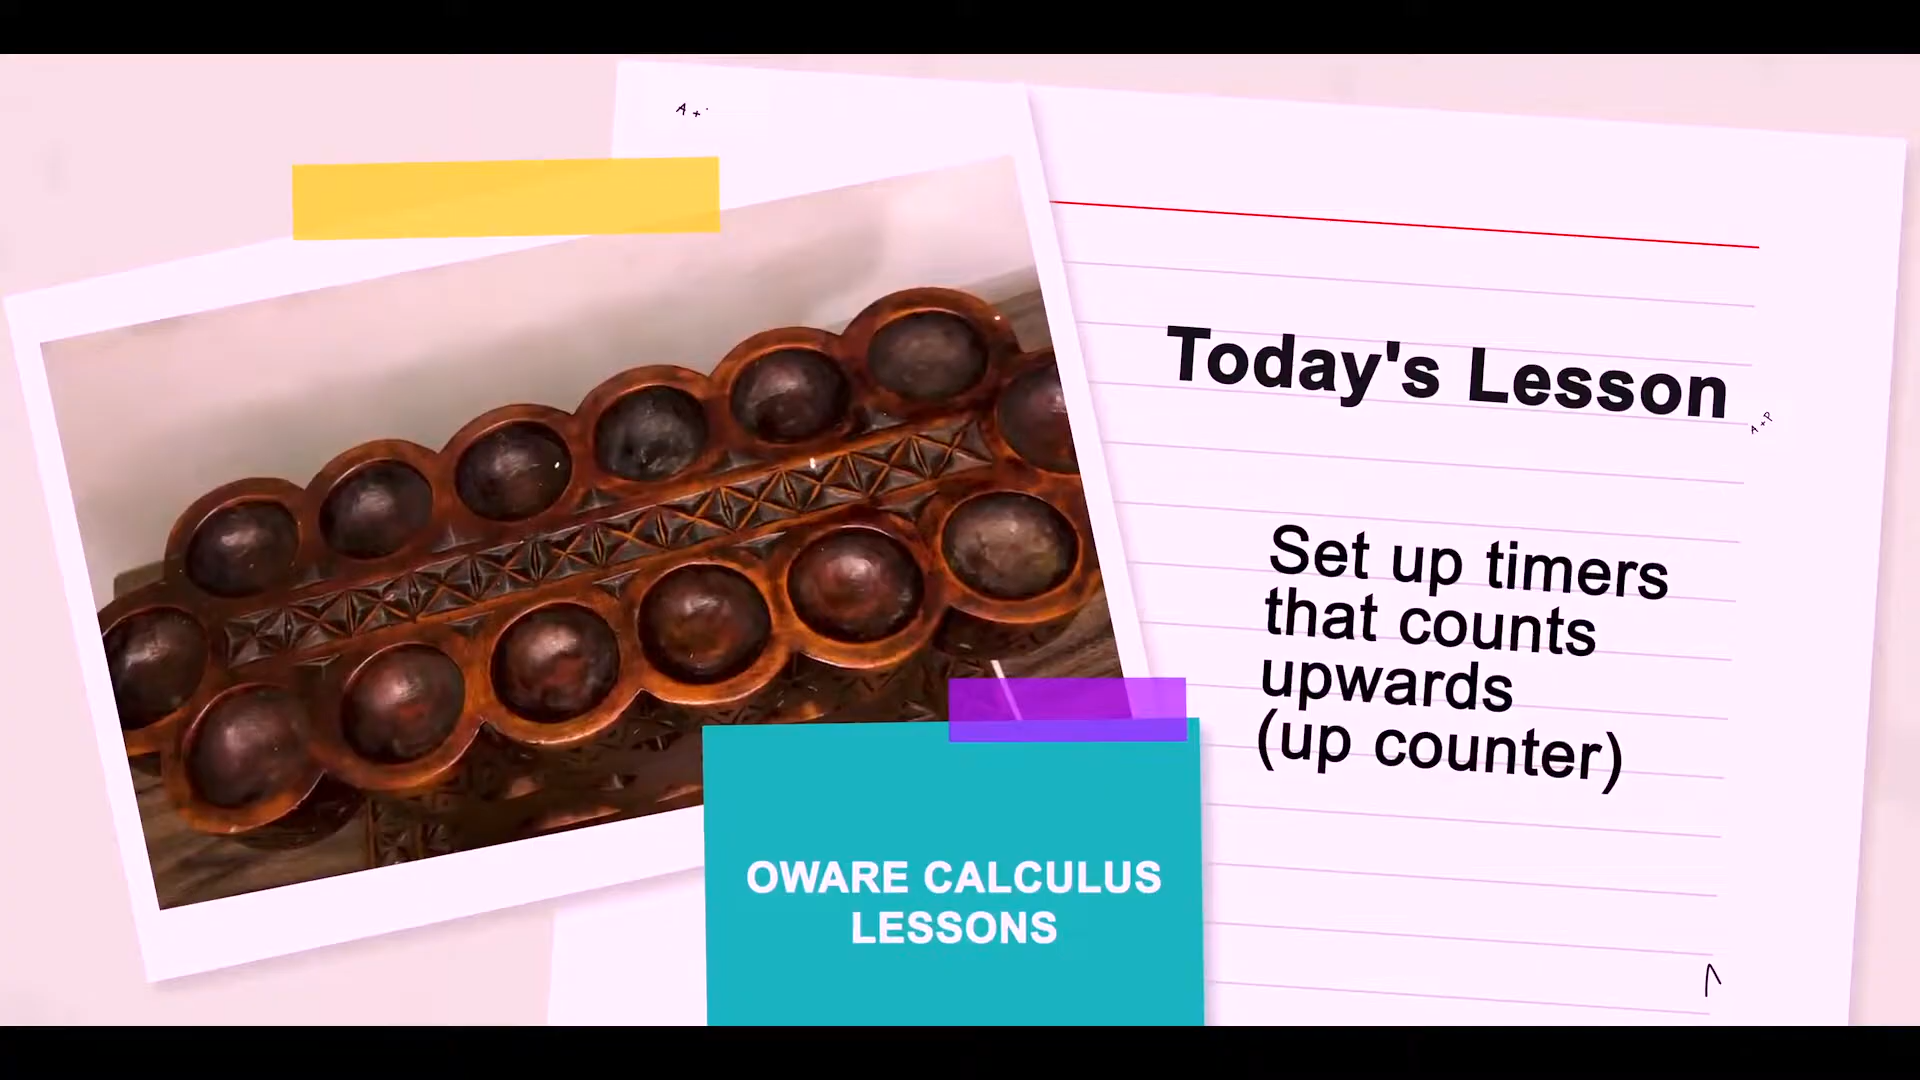 A+
Today's Lesson
A+P
Set up timers
that counts
upwards
(up counter)
OWARE CALCULUS
LESSONS